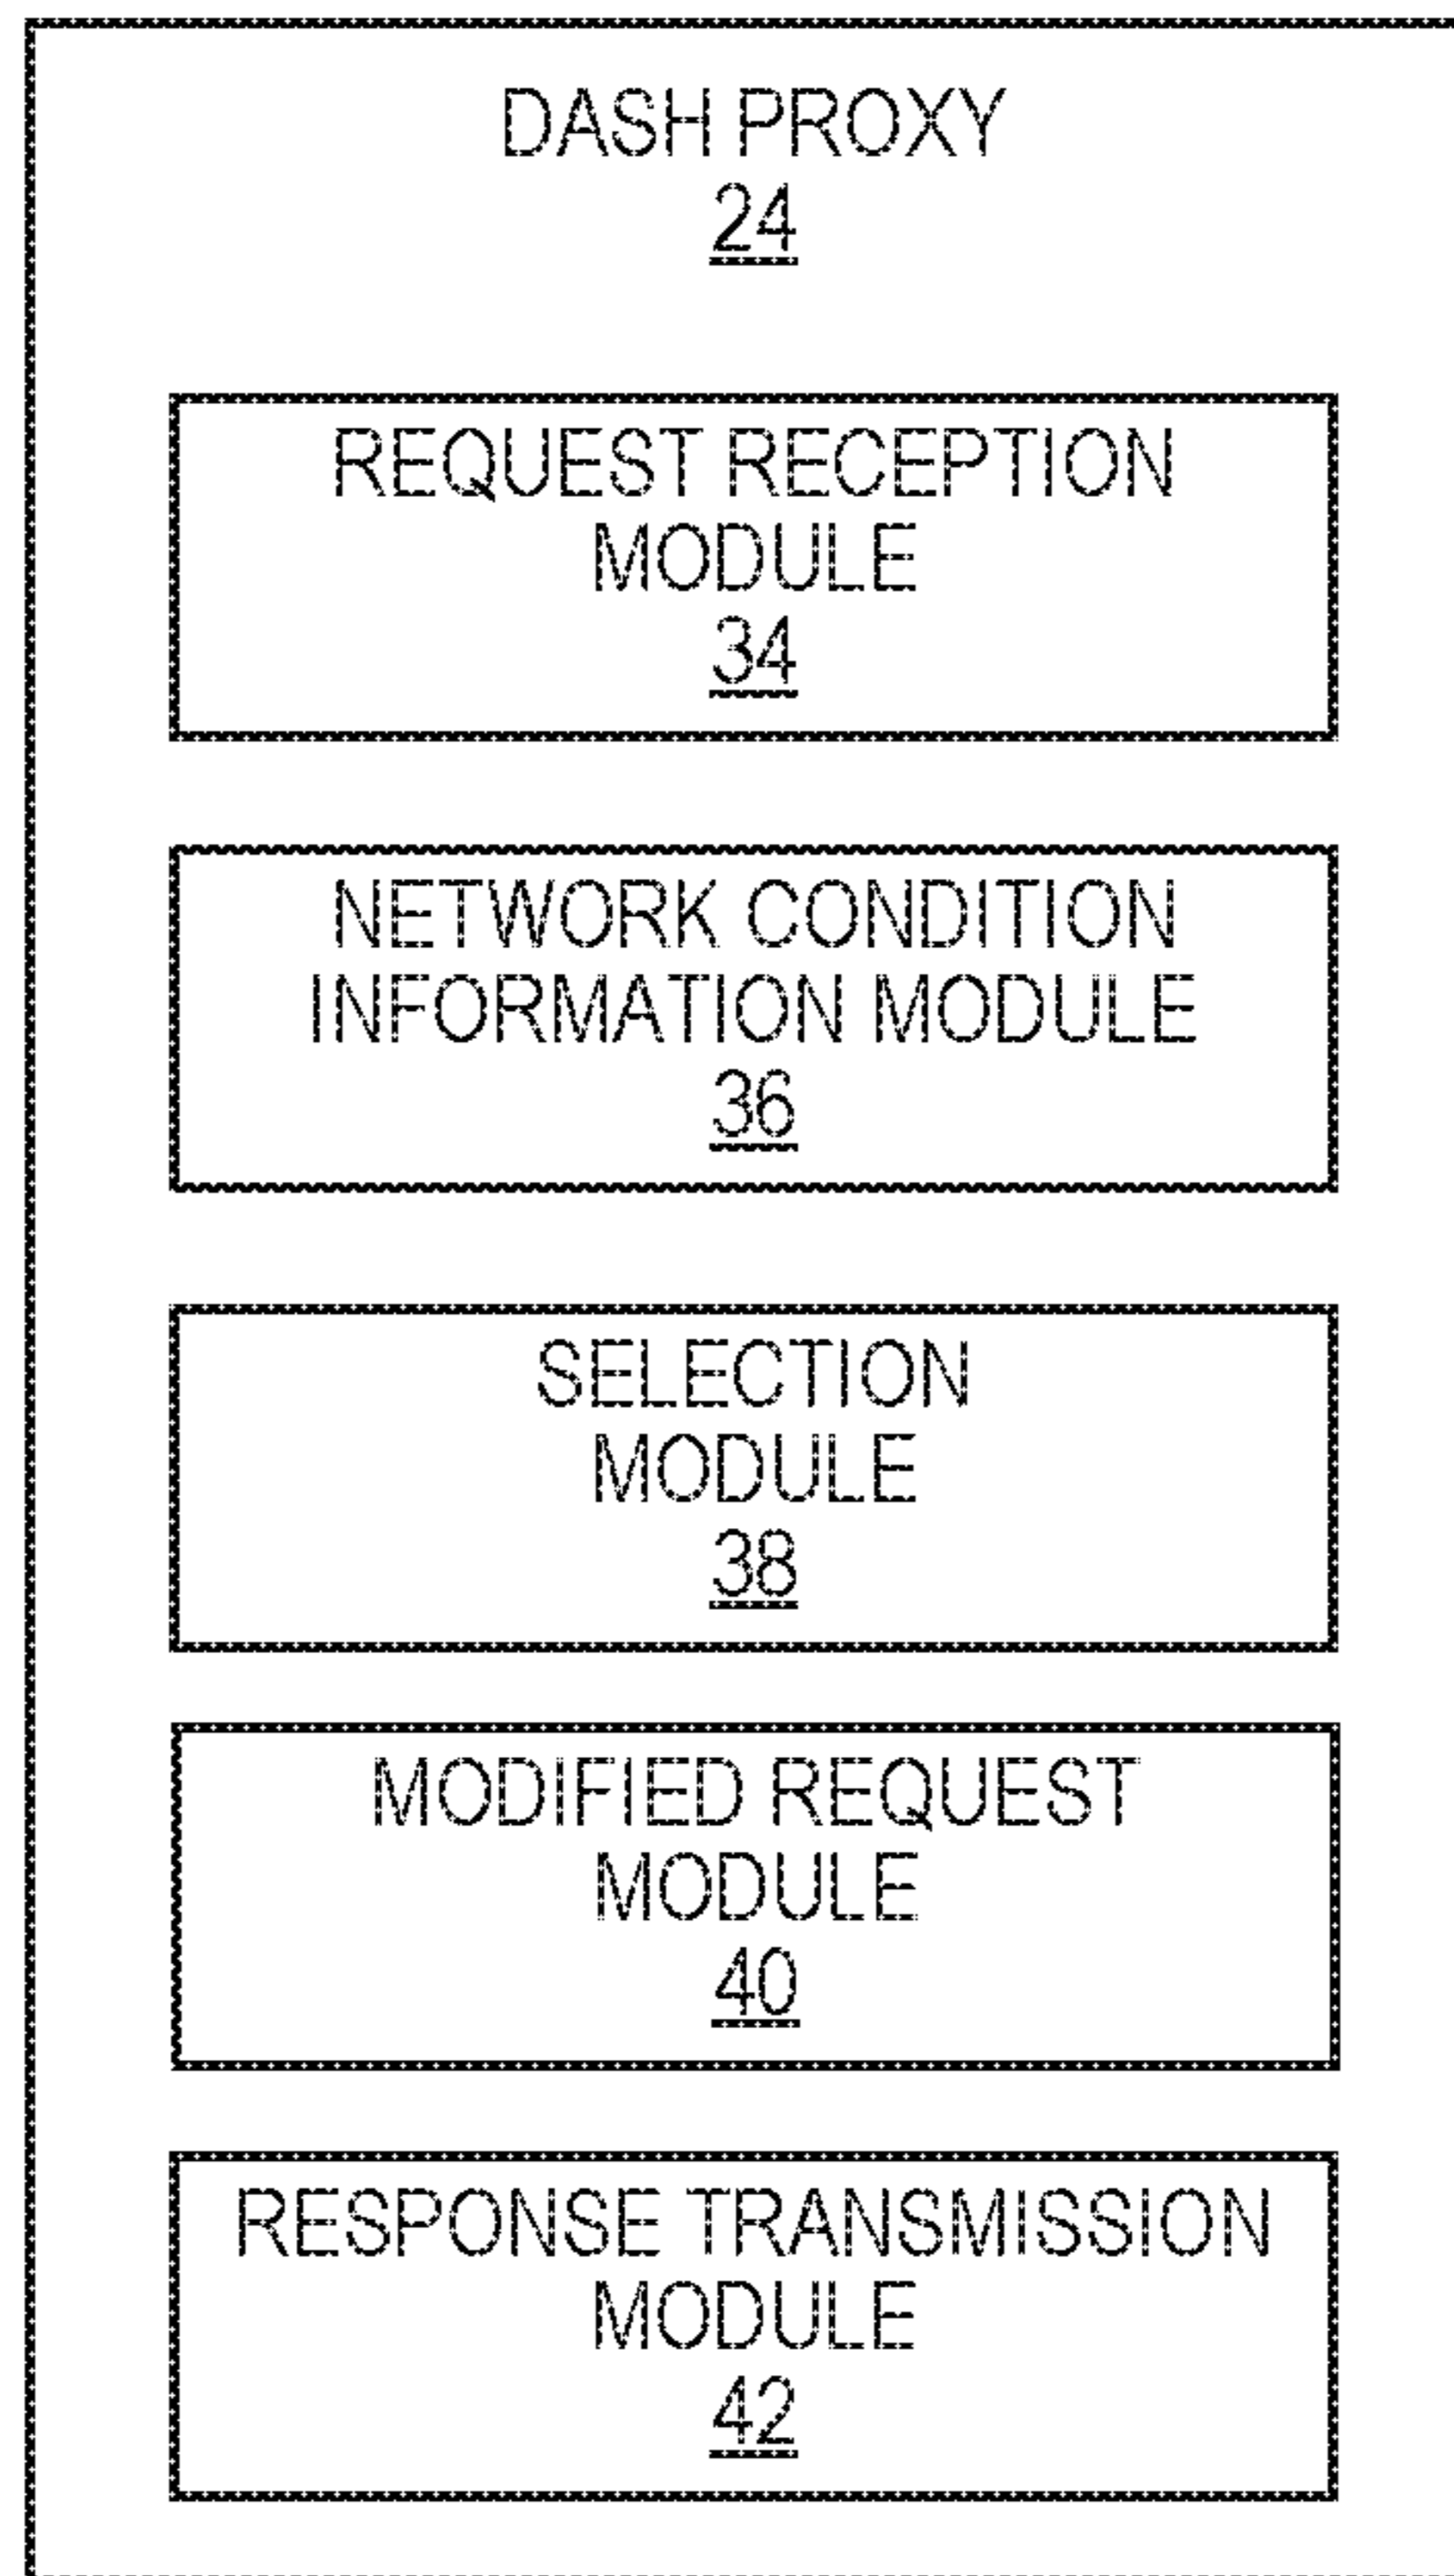 DASH PROXY
24
REQUEST RECEPTION
MODULE
34
NETWORK CONDITION
INFORMATION MODULE
36
SELECTION
MODULE
38
MODIFIED REQUEST
MODULE
40
RESPONSE TRANSMISSION
MODULE
42